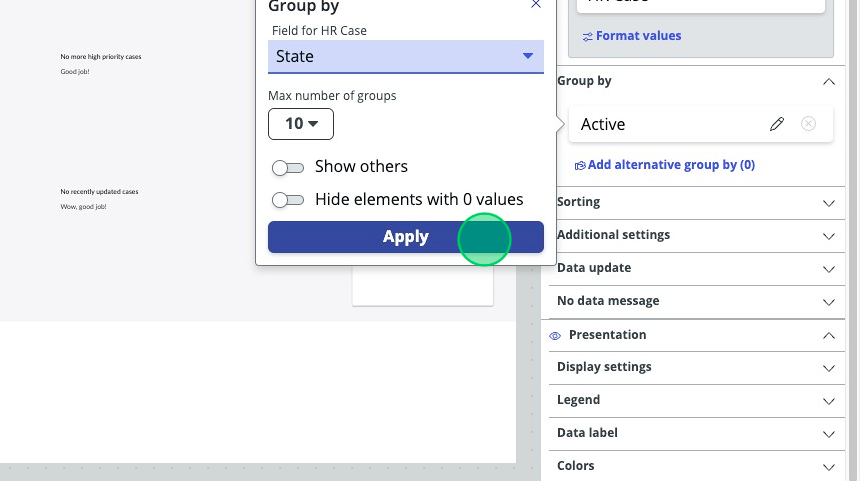 No more high priority cases
Good job!
No recently updated cases
Wow, good job!
Group by
Field for HR Case
State
Max number of groups
10
Show others
Hide elements with 0 values
Apply
Format values
Group by
Active
Add alternative group by (0)
Sorting
Additional settings
Data update
No data message
Presentation
Display settings
Legend
Data label
Colors